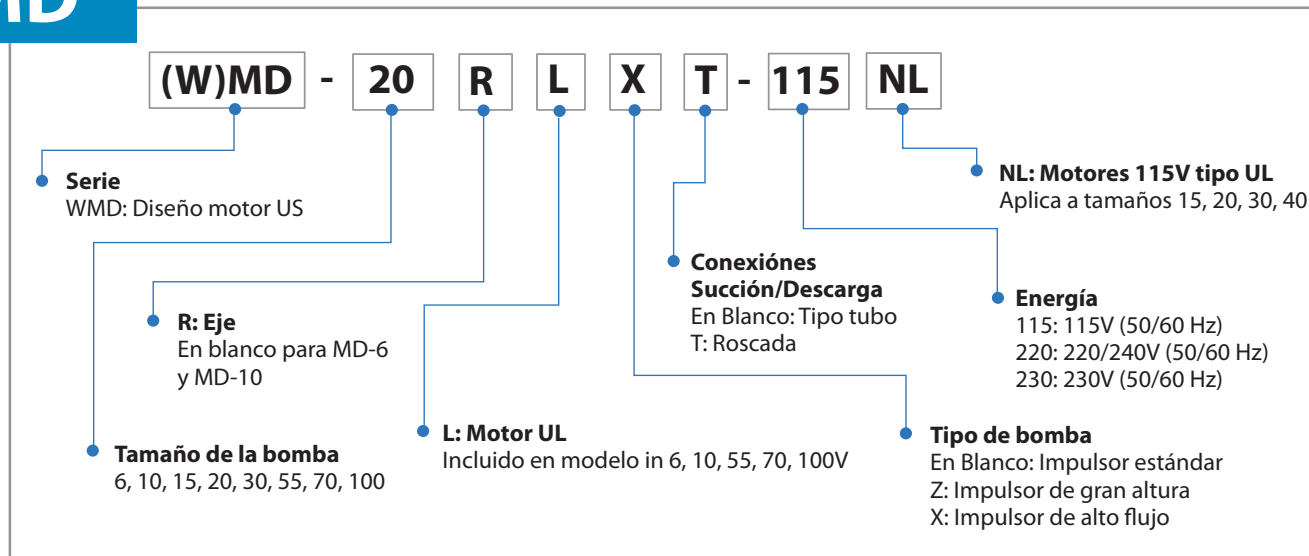 MD
(W)MD - 20 R L X T - 115 NL
Serie
WMD: Diseño motor US
NL: Motores 115V tipo UL
Aplica a tamaños 15, 20, 30, 40
Conexiónes
Succión/Descarga
En Blanco: Tipo tubo
T: Roscada
Energía
115: 115V (50/60 Hz)
220: 220/240V (50/60 Hz)
230: 230V (50/60 Hz)
R: Eje
En blanco para MD-6
y MD-10
Tamaño de la bomba
6, 10, 15, 20, 30, 55, 70, 100
L: Motor UL
Incluido en modelo in 6, 10, 55, 70, 100V
Tipo de bomba
En Blanco: Impulsor estándar
Z: Impulsor de gran altura
X: Impulsor de alto flujo